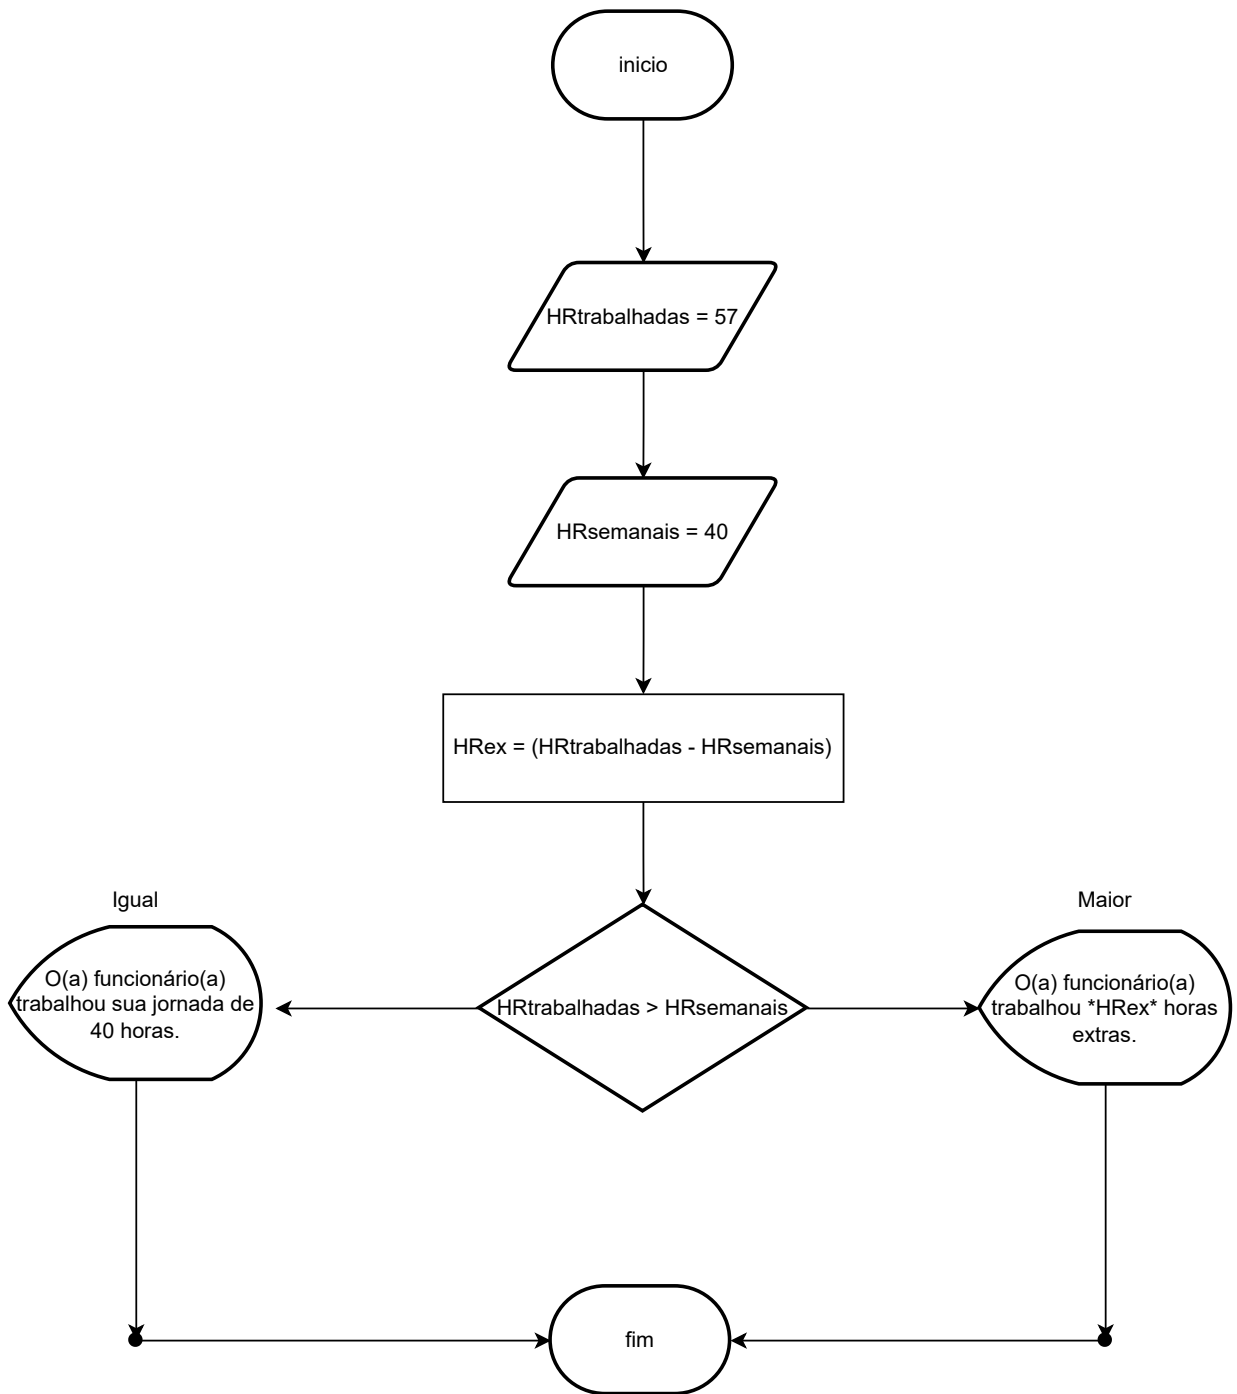 inicio
HRtrabalhadas = 57
HRsemanais = 40
HRex = (HRtrabalhadas - HRsemanais)
Igual
Maior
O(a) funcionário(a)
trabalhou sua jornada de
40 horas.
HRtrabalhadas > HRsemanais
O(a) funcionário(a)
trabalhou *HRex* horas
extras.
fim